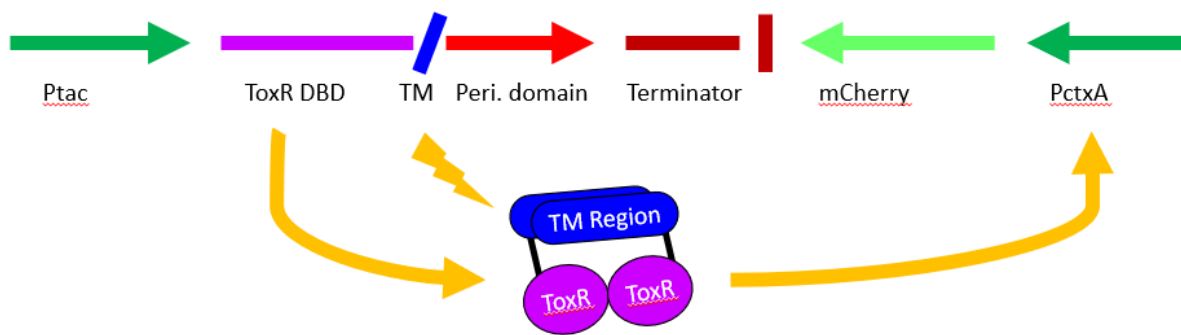 Ptac
ToxR DBD
TM
Peri. domain
Terminator
mCherry
PctxA
TM Region
ToxR
ToxR